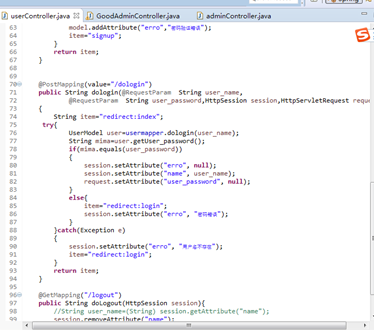 userController.java GoodAdminController.java adminController.java
63 model.addAttribute("erro","密码验证错误");
64 item="signup";
65 }
66 return item;
67 }
68
69
70 @PostMapping(value="/dologin")
71 public String dologin(@RequestParam String user_name,
72 @RequestParam String user_password,HttpSession session,HttpServletRequest reque
73 {
74 String item="redirect:index";
75 try{
76 UserModel user=usermapper.dologin(user_name);
77 String mima=user.getUser_password();
78 if(mima.equals(user_password))
79 {
80 session.setAttribute("erro", null);
81 session.setAttribute("name", user_name);
82 request.setAttribute("user_password", null);
83 }
84 else{
85 item="redirect:login";
86 session.setAttribute("erro", "密码错误");
87 }
88 }catch(Exception e)
89 {
90 session.setAttribute("erro", "用户名不存在");
91 item="redirect:login";
92 }
93 return item;
94 }
95
96 @GetMapping("/logout")
97 public String doLogout(HttpSession session){
98 //String user_name=(String) session.getAttribute("name");
99 session.removeAttribute("name");